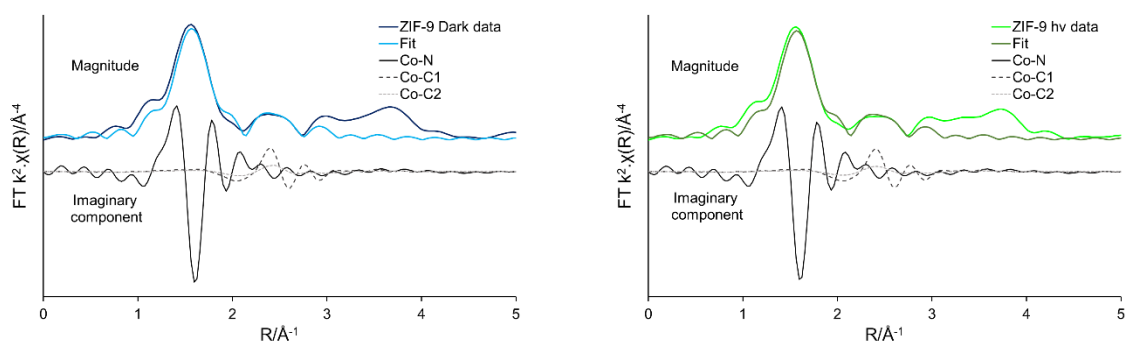 ZIF-9 Dark data
Fit
Co-N
Co-C1
Co-C2
Magnitude
Imaginary
component
FT k².χ(R)/Å⁻⁴
0 1 2 3 4 5
R/Å⁻¹
ZIF-9 hv data
Fit
Co-N
Co-C1
Co-C2
Magnitude
Imaginary
component
FT k².χ(R)/Å⁻⁴
0 1 2 3 4 5
R/Å⁻¹